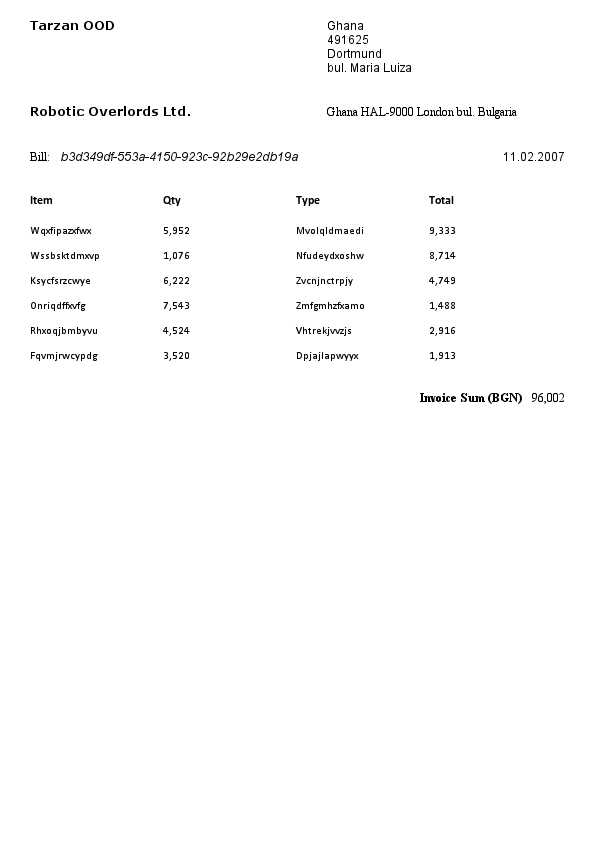 Tarzan OOD
Ghana
491625
Dortmund
bul. Maria Luiza
Robotic Overlords Ltd.
Ghana HAL-9000 London bul. Bulgaria
Bill: b3d349df-553a-4150-923c-92b29e2db19a 11.02.2007
Item Qty Type Total
Wqxfipazxfwx 5,952 Mvolqldmaedi 9,333
Wssbsktdmxvp 1,076 Nfudeydxoshw 8,714
Ksycfsrzcwye 6,222 Zvcnjnctrpjy 4,749
Onriqdffxvfg 7,543 Zmfgmhzfxamo 1,488
Rhxoqjbmbyvu 4,524 Vhtrekjvvzjs 2,916
Fqvmjrwcypdg 3,520 Dpjajlapwyyx 1,913
Invoice Sum (BGN) 96,002